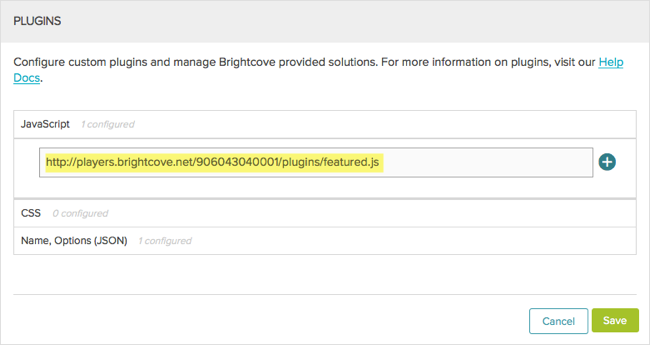 PLUGINS
Configure custom plugins and manage Brightcove provided solutions. For more information on plugins, visit our Help
Docs.
JavaScript 1 configured
http://players.brightcove.net/906043040001/plugins/featured.js
CSS 0 configured
Name, Options (JSON) 1 configured
Cancel Save